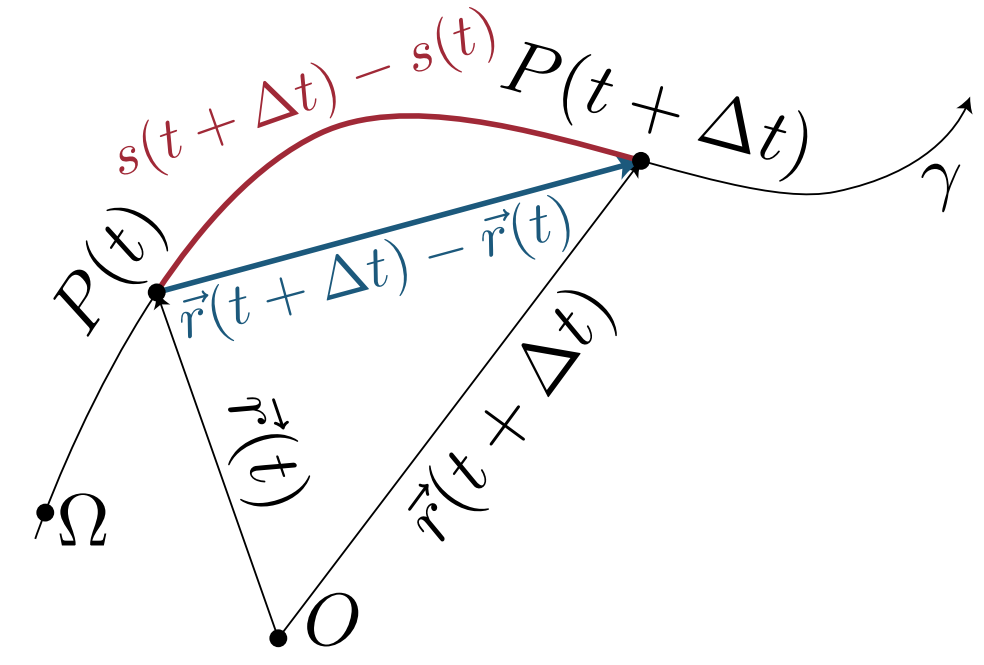 s(t + Δt) − s(t)
P(t + Δt)
γ
P(t)
r⃗(t + Δt) − r⃗(t)
r⃗(t)
r⃗(t + Δt)
Ω
O